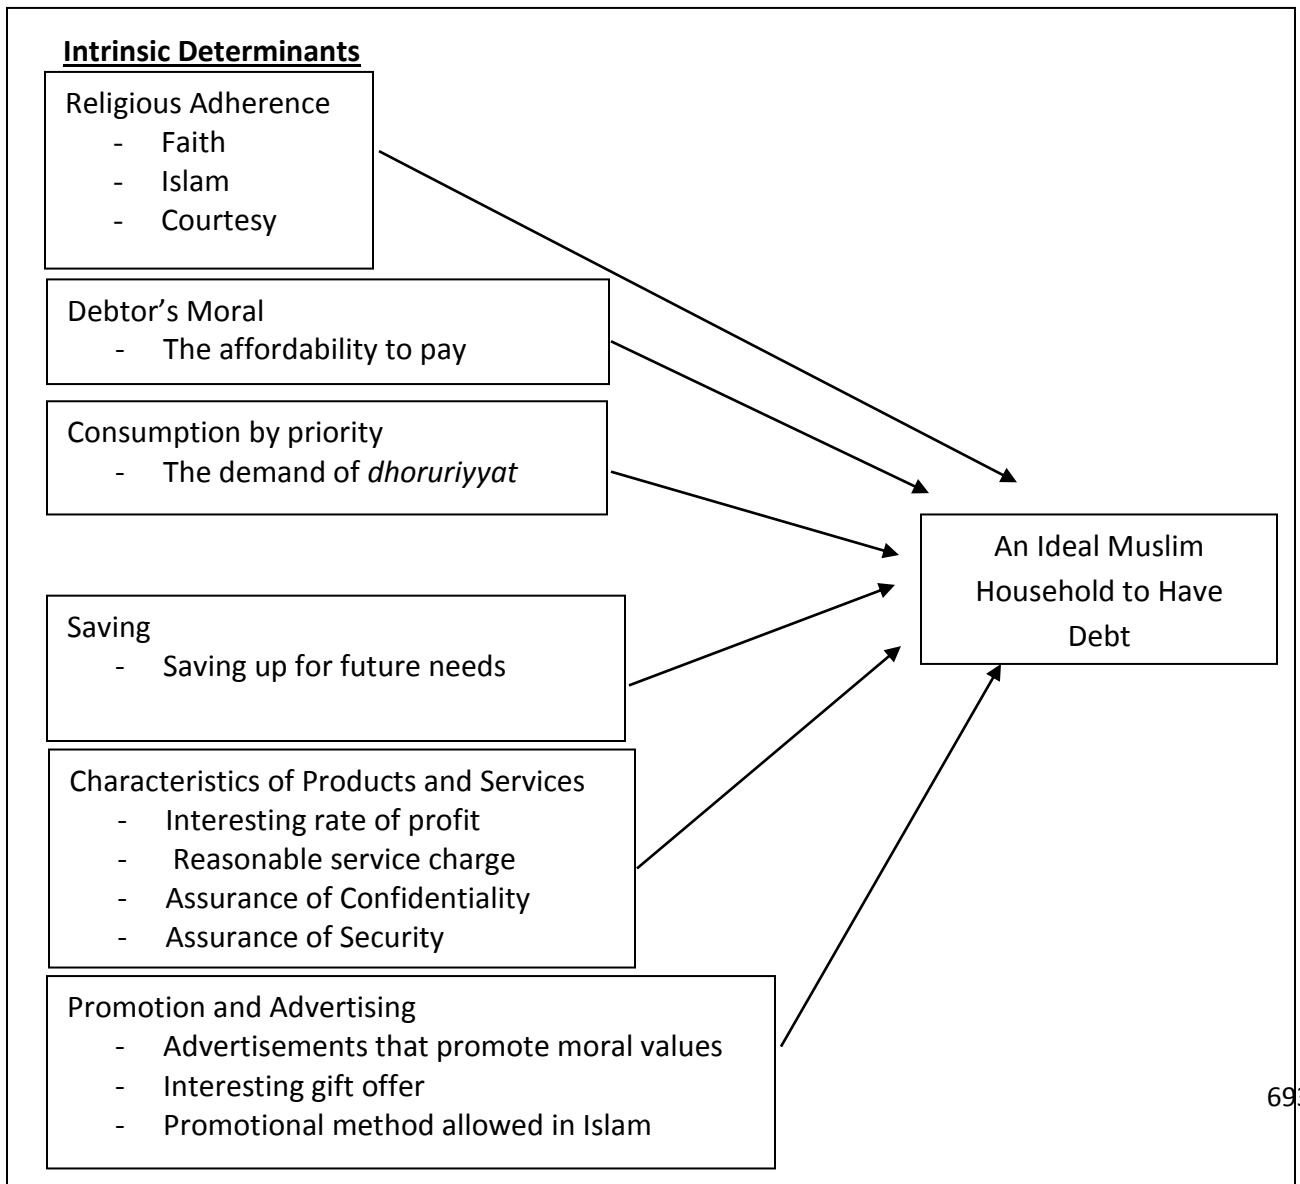 Intrinsic Determinants
Religious Adherence
- Faith
- Islam
- Courtesy
Debtor’s Moral
- The affordability to pay
Consumption by priority
- The demand of dhoruriyyat
An Ideal Muslim
Household to Have
Debt
Saving
- Saving up for future needs
Characteristics of Products and Services
- Interesting rate of profit
- Reasonable service charge
- Assurance of Confidentiality
- Assurance of Security
Promotion and Advertising
- Advertisements that promote moral values
- Interesting gift offer
- Promotional method allowed in Islam